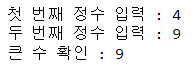 첫 번째 정수 입력 : 4
두 번째 정수 입력 : 9
큰 수 확인 : 9